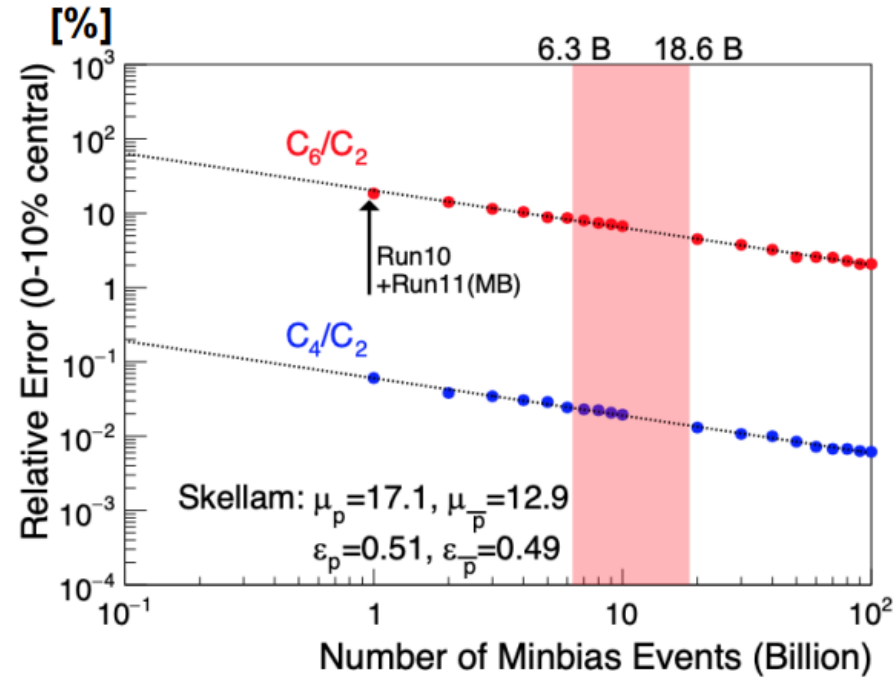 [%]
6.3 B 18.6 B
Relative Error (0-10% central)
10³
10²
10
1
10⁻¹
10⁻²
10⁻³
10⁻⁴
C₆/C₂
Run10
+Run11(MB)
C₄/C₂
Skellam: μₚ=17.1, μ_p̅=12.9
εₚ=0.51, ε_p̅=0.49
10⁻¹ 1 10 10²
Number of Minbias Events (Billion)